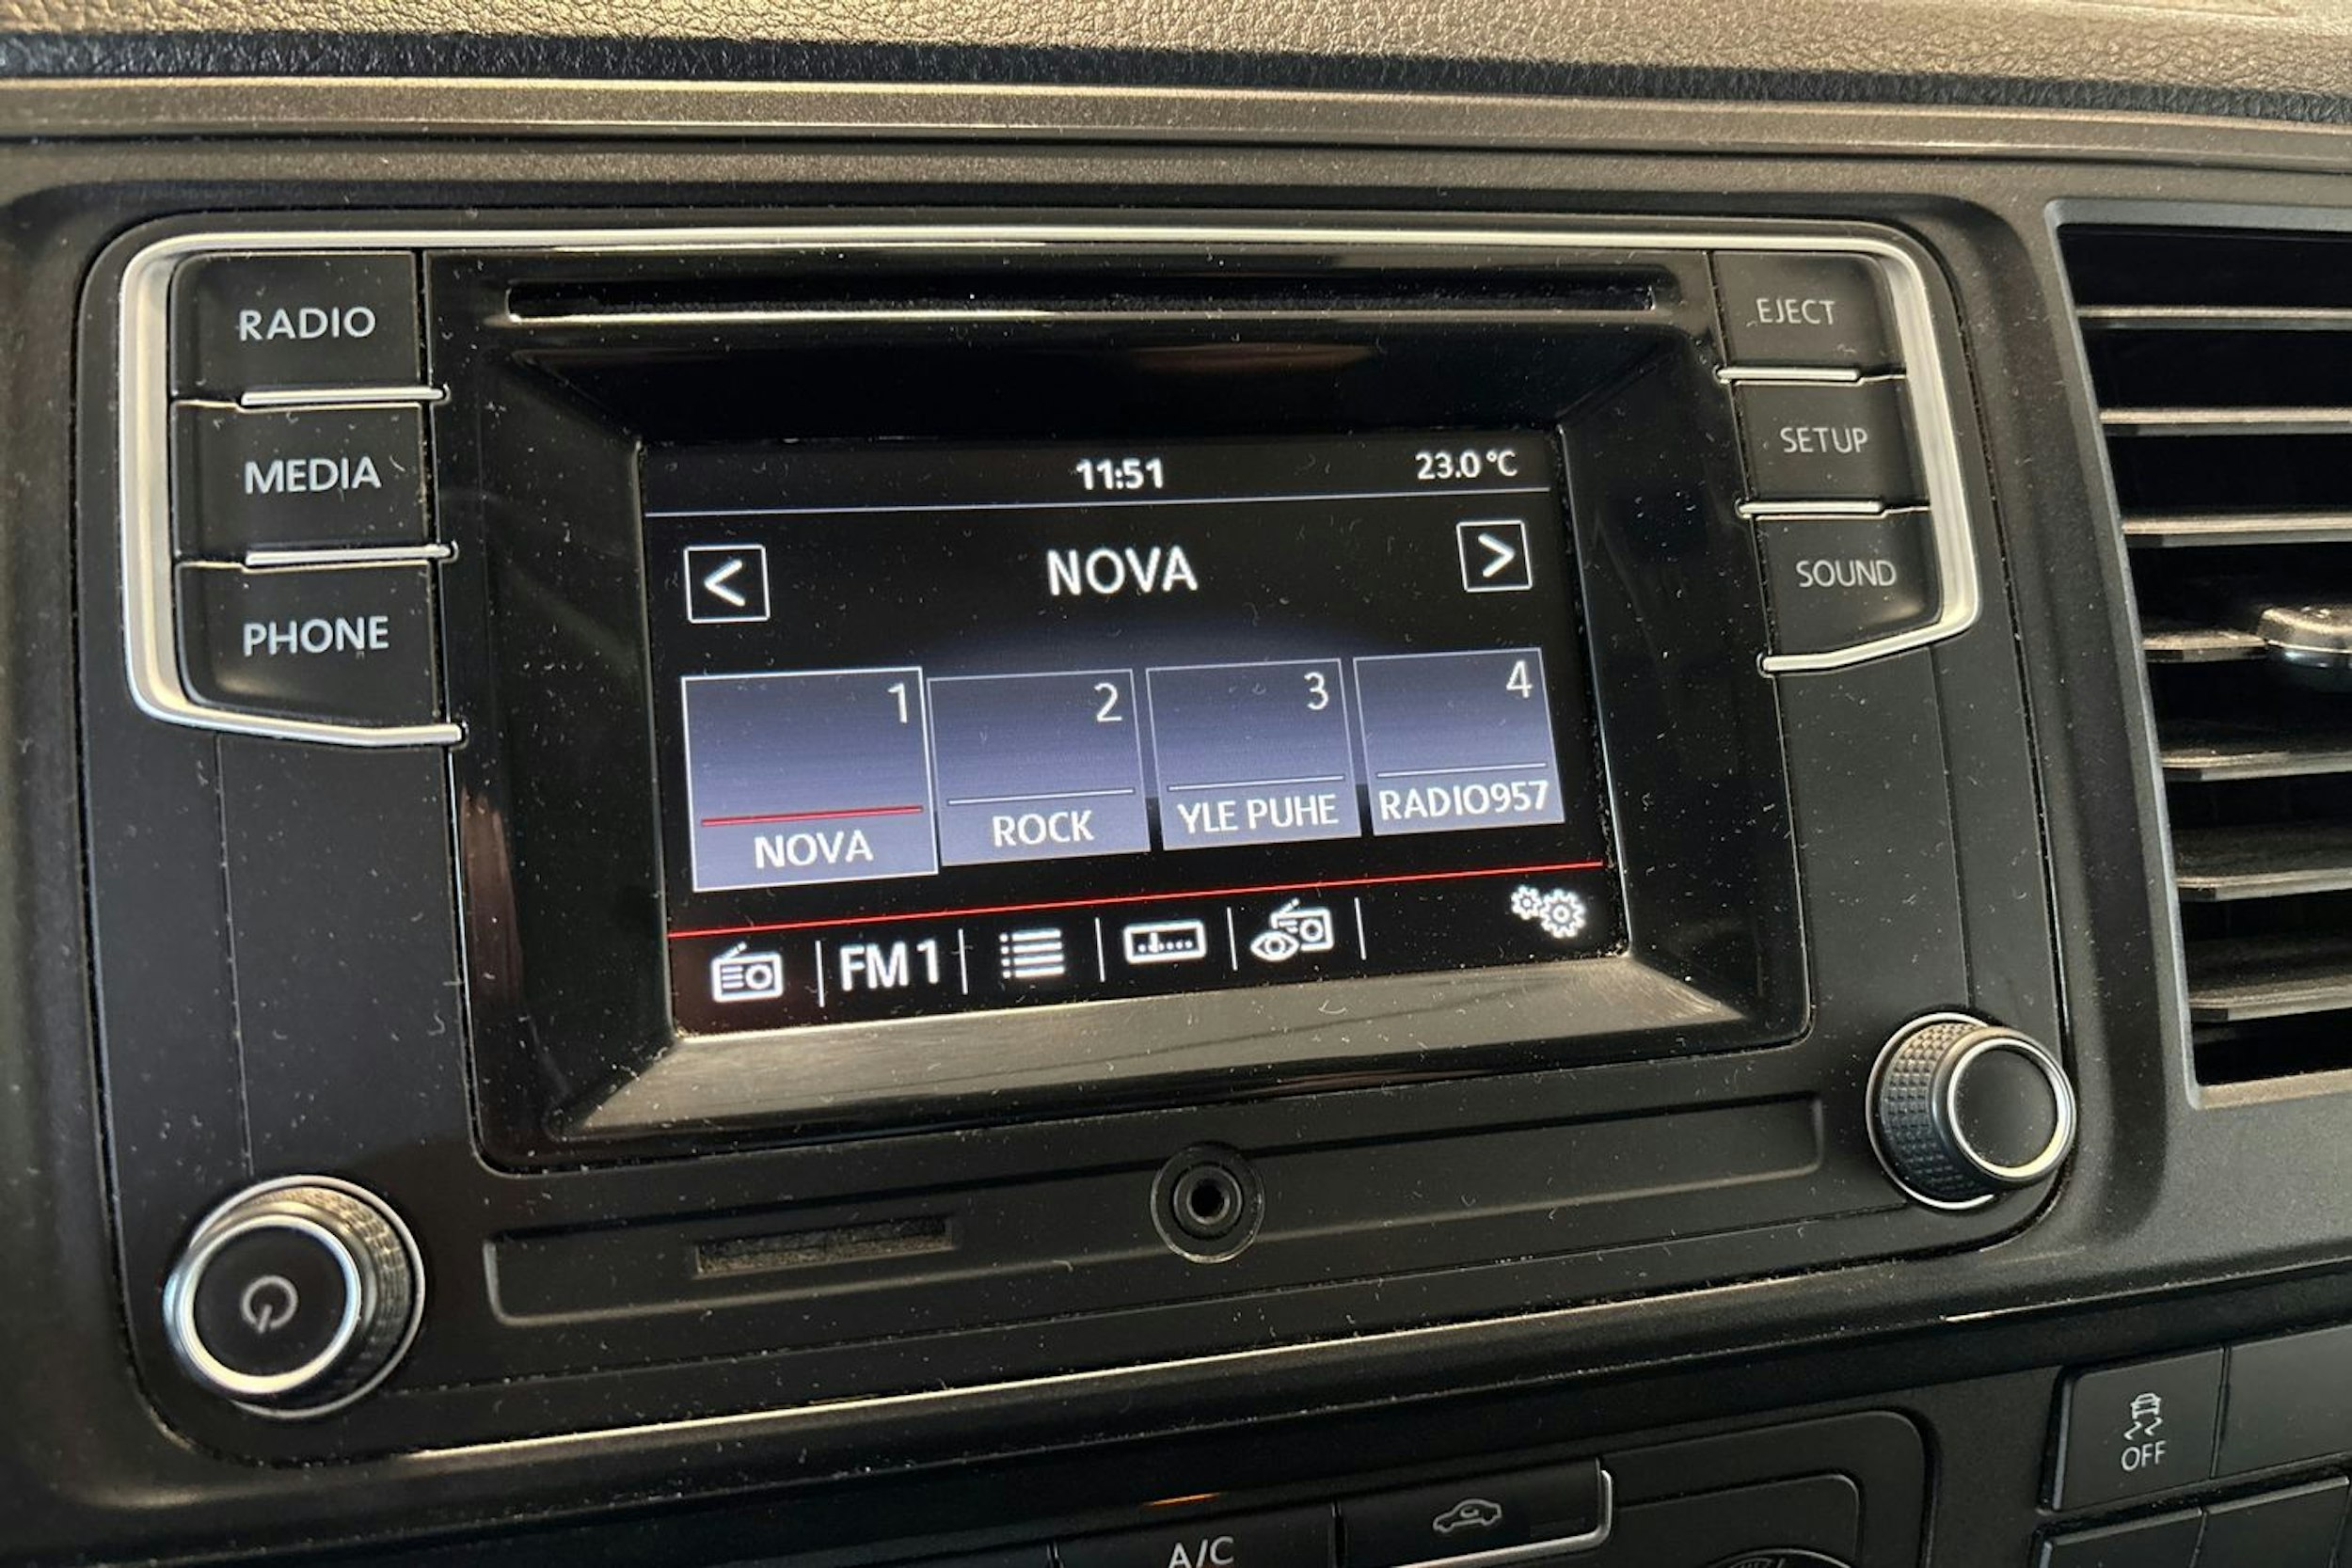 RADIO
MEDIA
PHONE
EJECT
SETUP
SOUND
11:51 23.0 °C
< NOVA >
1 2 3 4
NOVA ROCK YLE PUHE RADIO957
FM 1
OFF
A/C